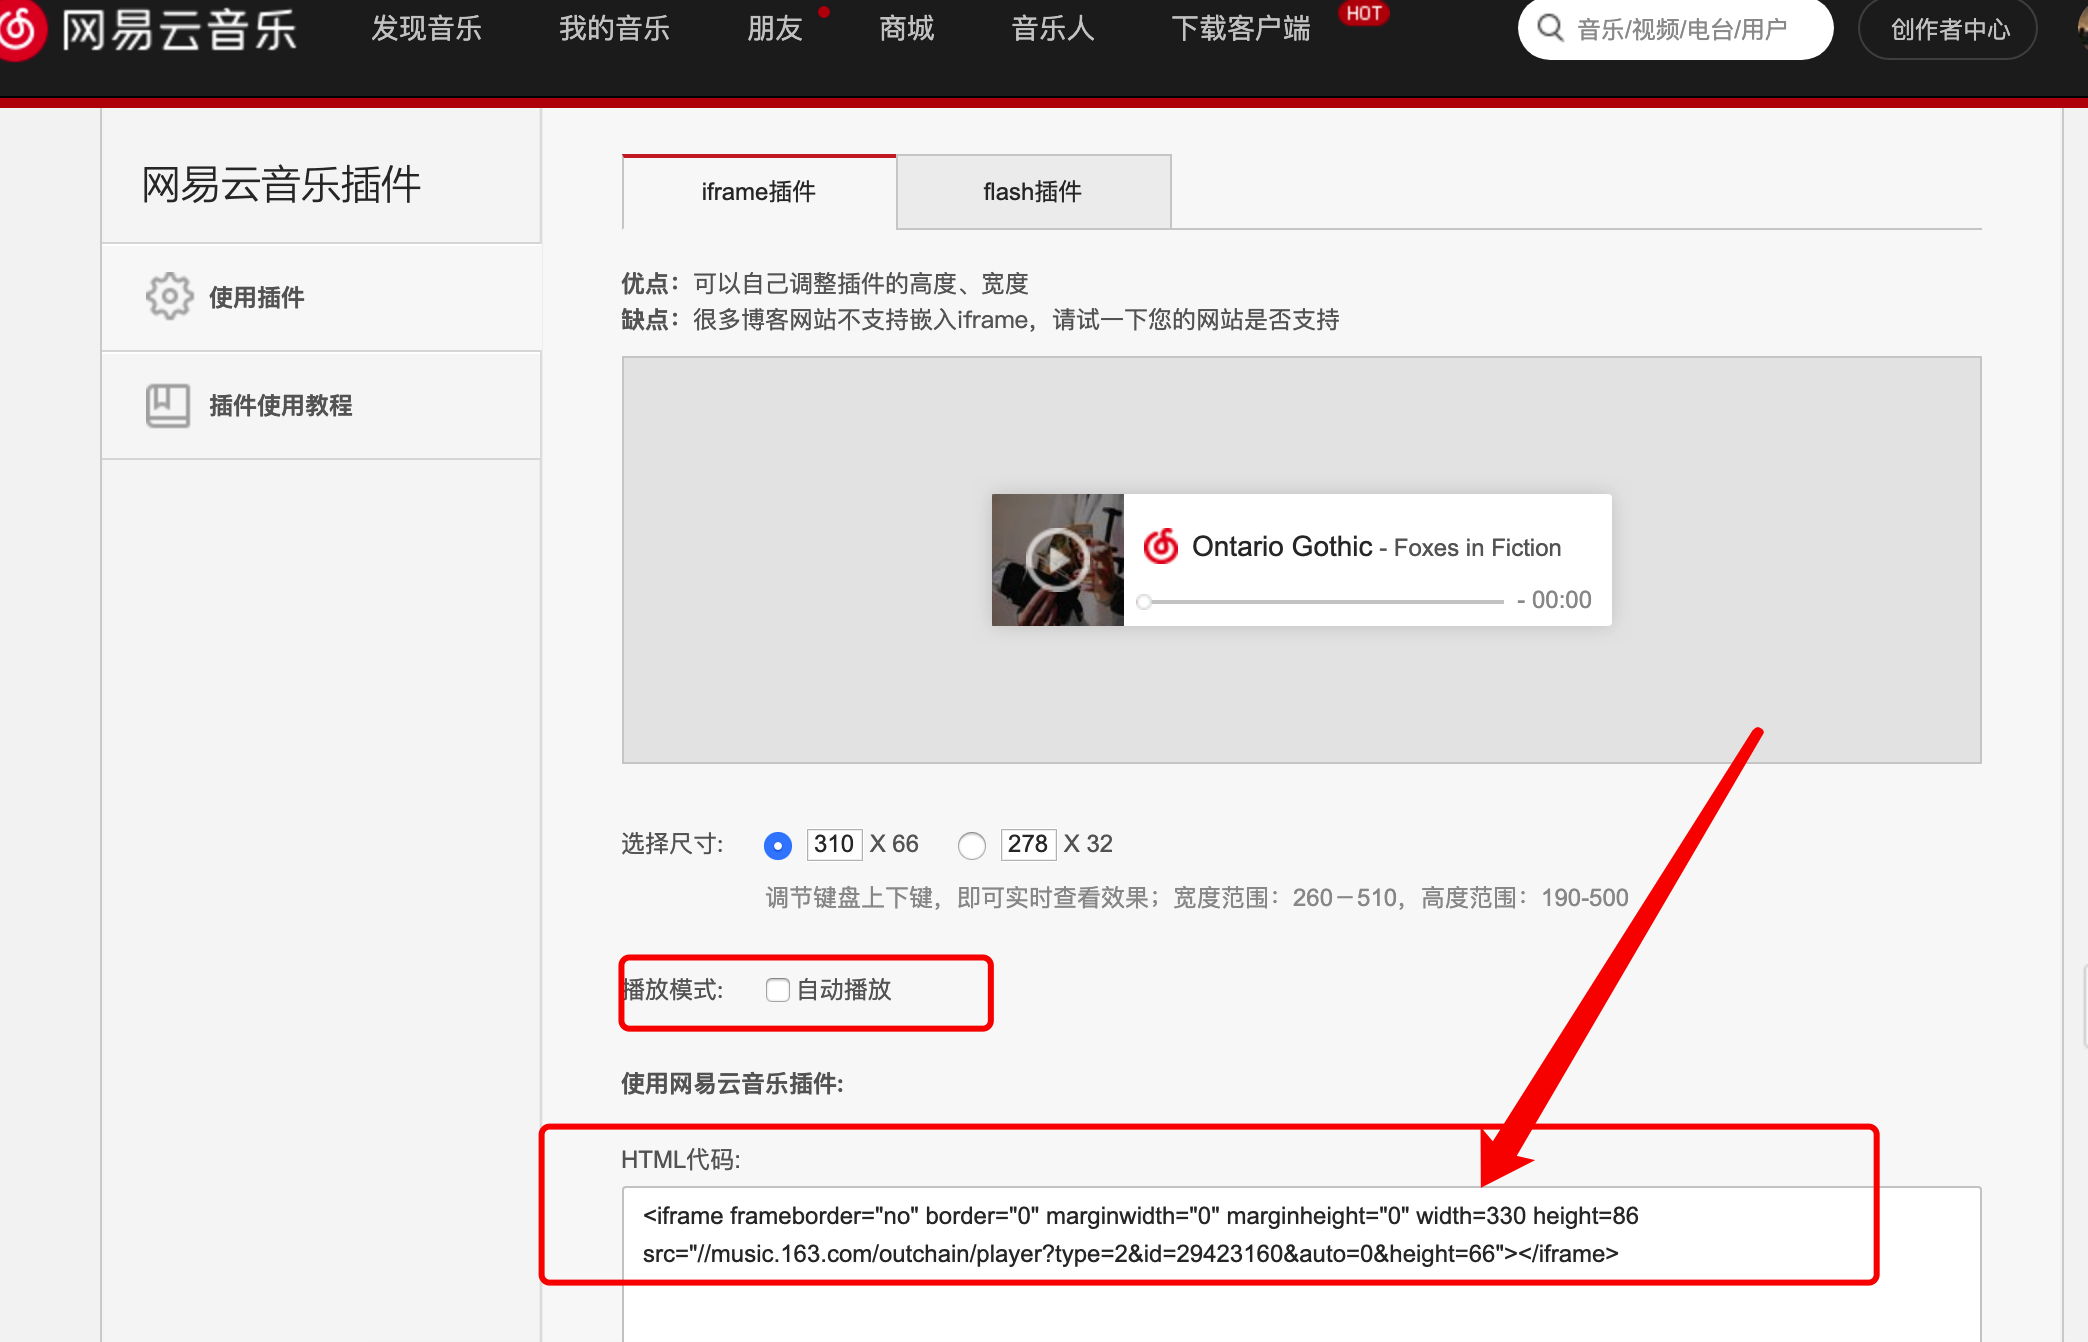 网易云音乐
发现音乐
我的音乐
朋友
商城
音乐人
下载客户端
HOT
音乐/视频/电台/用户
创作者中心
网易云音乐插件
使用插件
插件使用教程
iframe插件
flash插件
优点：可以自己调整插件的高度、宽度
缺点：很多博客网站不支持嵌入iframe，请试一下您的网站是否支持
Ontario Gothic - Foxes in Fiction
- 00:00
选择尺寸: 310 X 66 278 X 32
调节键盘上下键，即可实时查看效果；宽度范围：260－510，高度范围：190-500
播放模式: 自动播放
使用网易云音乐插件:
HTML代码:
<iframe frameborder="no" border="0" marginwidth="0" marginheight="0" width=330 height=86
src="//music.163.com/outchain/player?type=2&id=29423160&auto=0&height=66"></iframe>